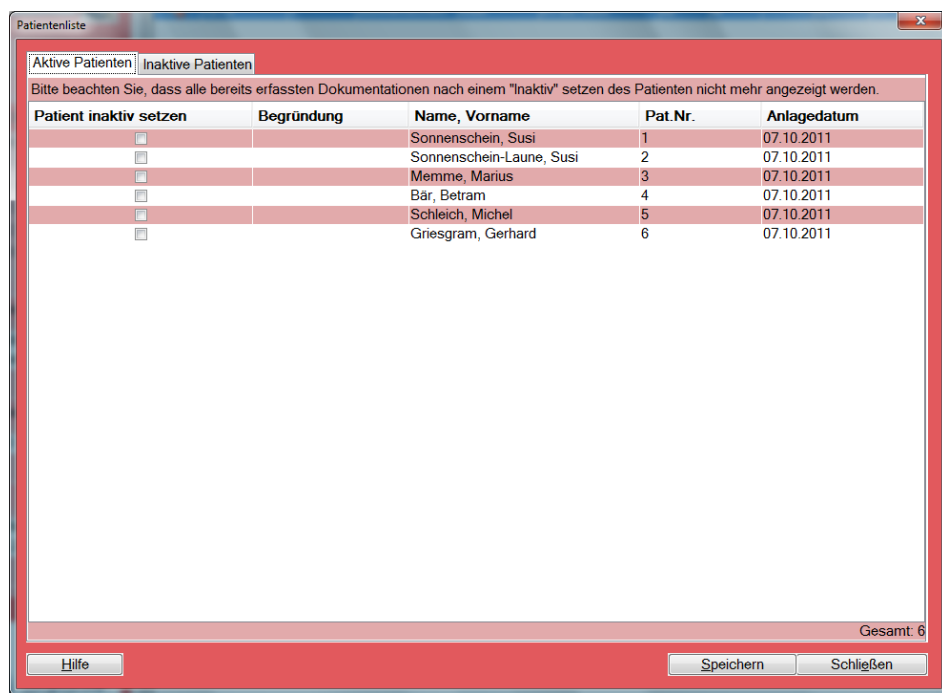 Patientenliste
Aktive Patienten Inaktive Patienten
Bitte beachten Sie, dass alle bereits erfassten Dokumentationen nach einem "Inaktiv" setzen des Patienten nicht mehr angezeigt werden.
Patient inaktiv setzen Begründung Name, Vorname Pat.Nr. Anlagedatum
Sonnenschein, Susi 1 07.10.2011
Sonnenschein-Laune, Susi 2 07.10.2011
Memme, Marius 3 07.10.2011
Bär, Betram 4 07.10.2011
Schleich, Michel 5 07.10.2011
Griesgram, Gerhard 6 07.10.2011
Gesamt: 6
Hilfe Speichern Schließen